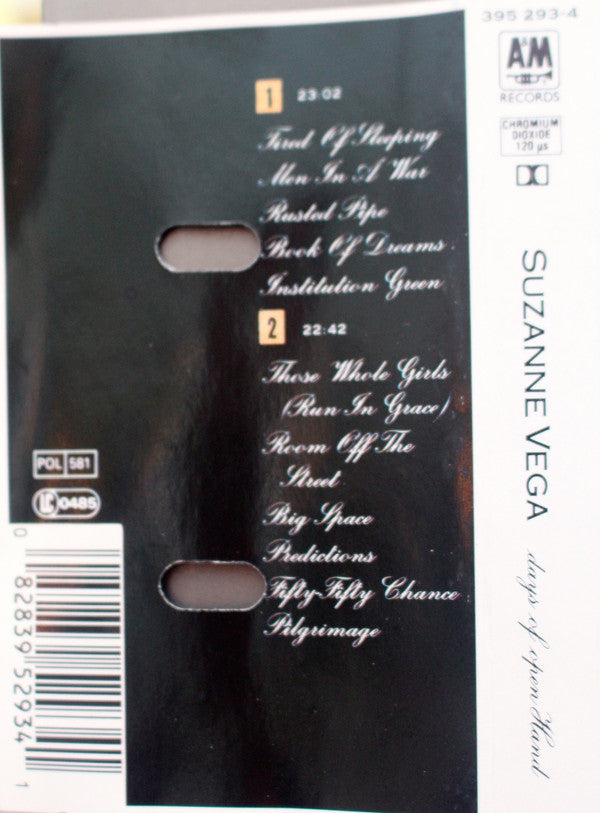 395 293-4
A&M
RECORDS
CHROMIUM
DIOXIDE
120 µs
SUZANNE VEGA
days of open Hand
1 23:02
Tired Of Sleeping
Men In A War
Rusted Pipe
Book Of Dreams
Institution Green
2 22:42
Those Whole Girls
(Run In Grace)
Room Off The
Street
Big Space
Predictions
Fifty-Fifty Chance
Pilgrimage
POL 581
LC 0485
0 82839 52934 1